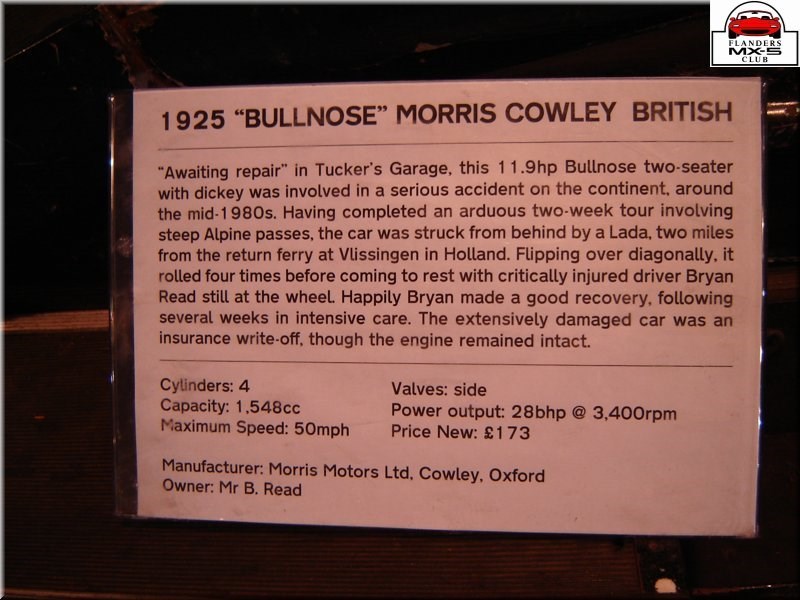 FLANDERS
MX-5
CLUB
1925 “BULLNOSE” MORRIS COWLEY BRITISH
“Awaiting repair” in Tucker's Garage, this 11.9hp Bullnose two-seater
with dickey was involved in a serious accident on the continent, around
the mid-1980s. Having completed an arduous two-week tour involving
steep Alpine passes, the car was struck from behind by a Lada, two miles
from the return ferry at Vlissingen in Holland. Flipping over diagonally, it
rolled four times before coming to rest with critically injured driver Bryan
Read still at the wheel. Happily Bryan made a good recovery, following
several weeks in intensive care. The extensively damaged car was an
insurance write-off, though the engine remained intact.
Cylinders: 4
Capacity: 1,548cc
Maximum Speed: 50mph
Valves: side
Power output: 28bhp @ 3,400rpm
Price New: £173
Manufacturer: Morris Motors Ltd, Cowley, Oxford
Owner: Mr B. Read